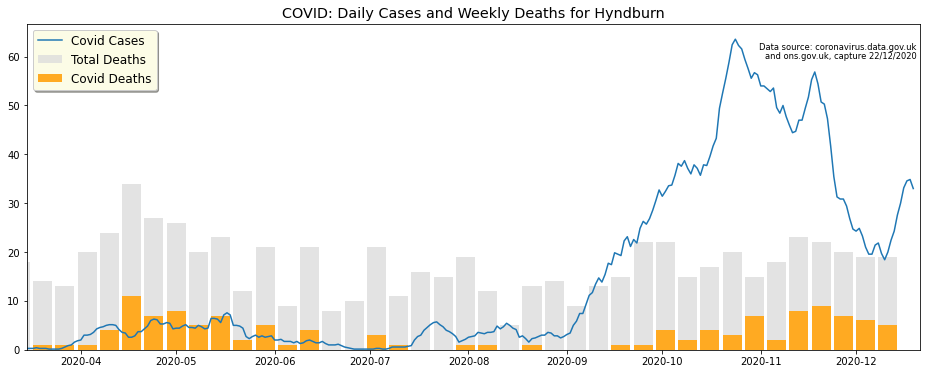 COVID: Daily Cases and Weekly Deaths for Hyndburn
Covid Cases
Total Deaths
Covid Deaths
Data source: coronavirus.data.gov.uk
and ons.gov.uk, capture 22/12/2020
60
50
40
30
20
10
0
2020-04 2020-05 2020-06 2020-07 2020-08 2020-09 2020-10 2020-11 2020-12